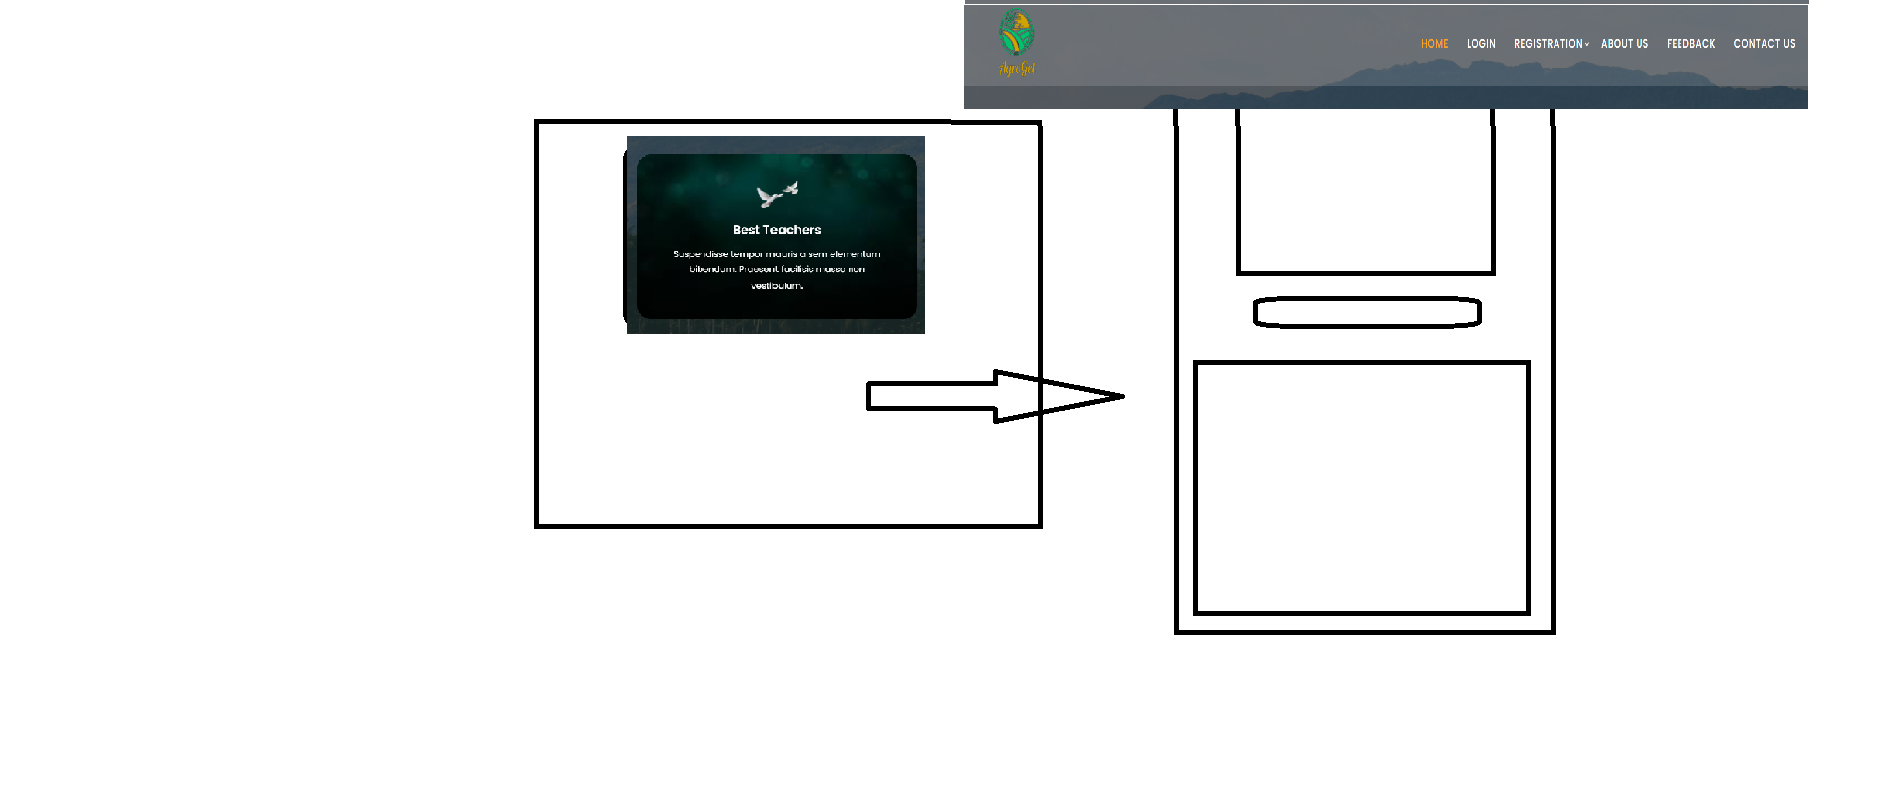 AgroGol
HOME LOGIN REGISTRATION ABOUT US FEEDBACK CONTACT US
Best Teachers
Suspendisse tempor mauris a sem elementum
bibendum. Praesent facilisis massa non
vestibulum.